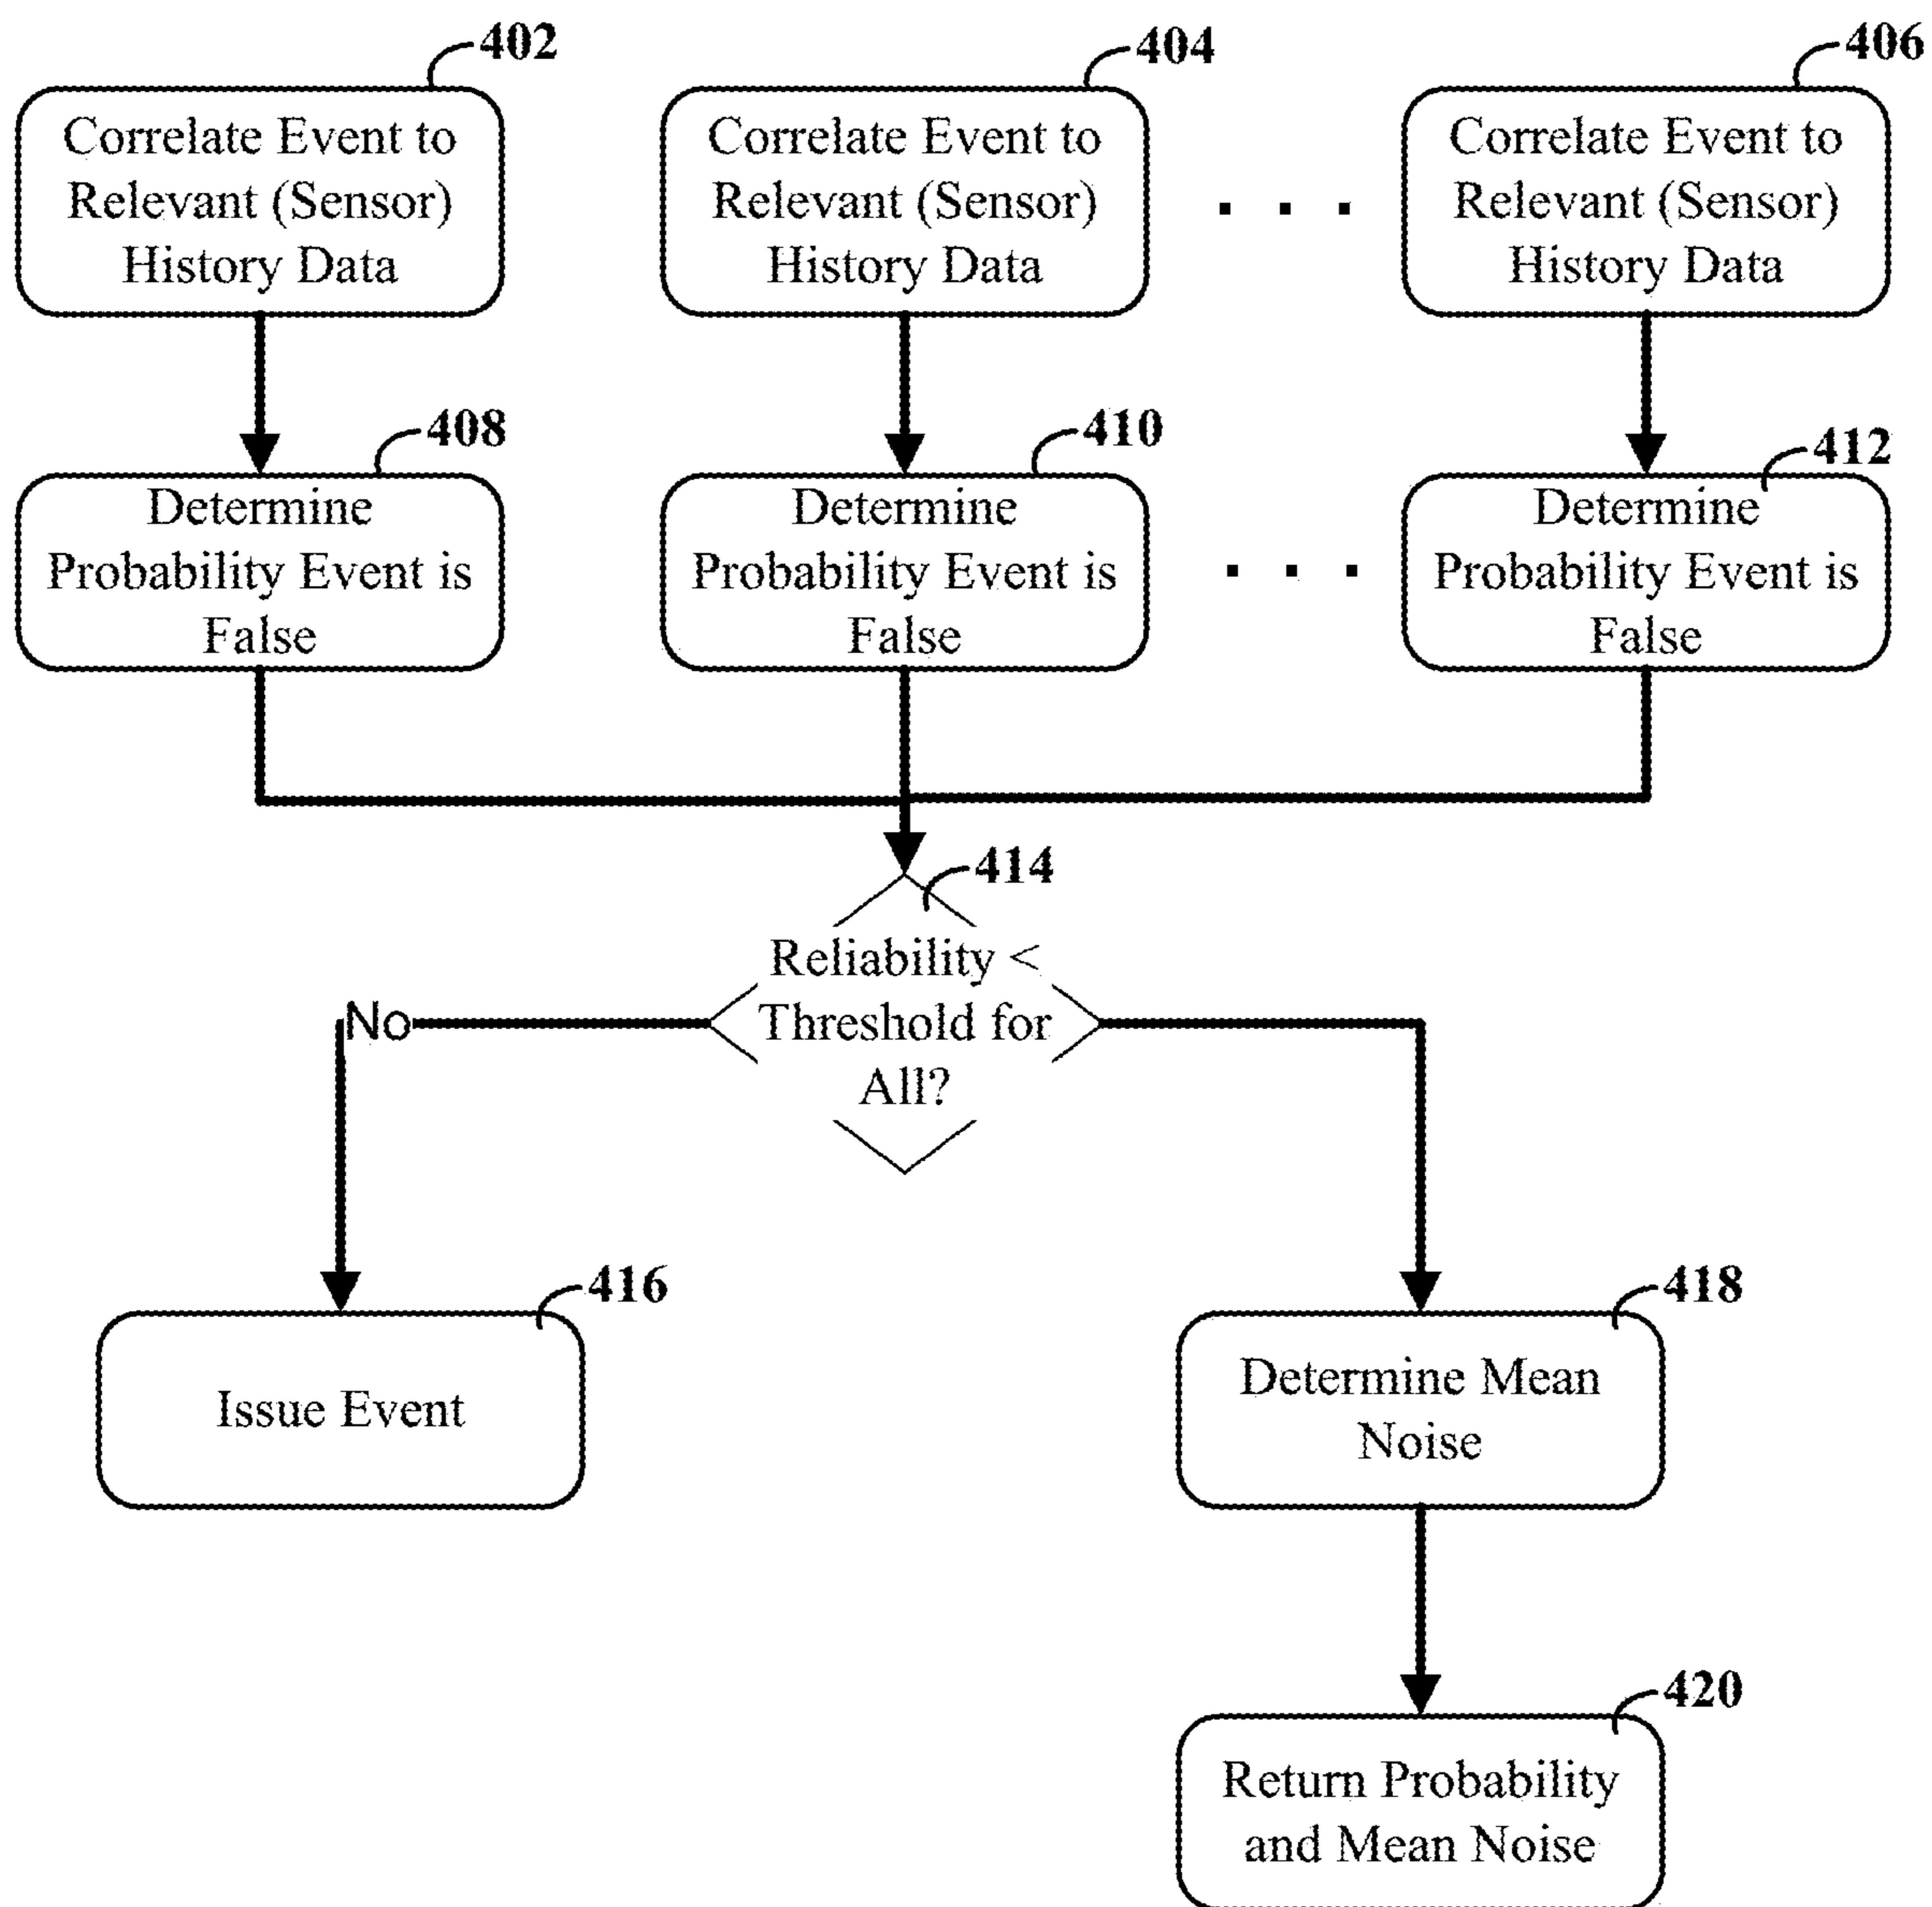 402
404
406
Correlate Event to
Relevant (Sensor)
History Data
Correlate Event to
Relevant (Sensor)
History Data
. . .
Correlate Event to
Relevant (Sensor)
History Data
408
410
412
Determine
Probability Event is
False
Determine
Probability Event is
False
. . .
Determine
Probability Event is
False
414
Reliability <
Threshold for
All?
No
416
Issue Event
418
Determine Mean
Noise
420
Return Probability
and Mean Noise